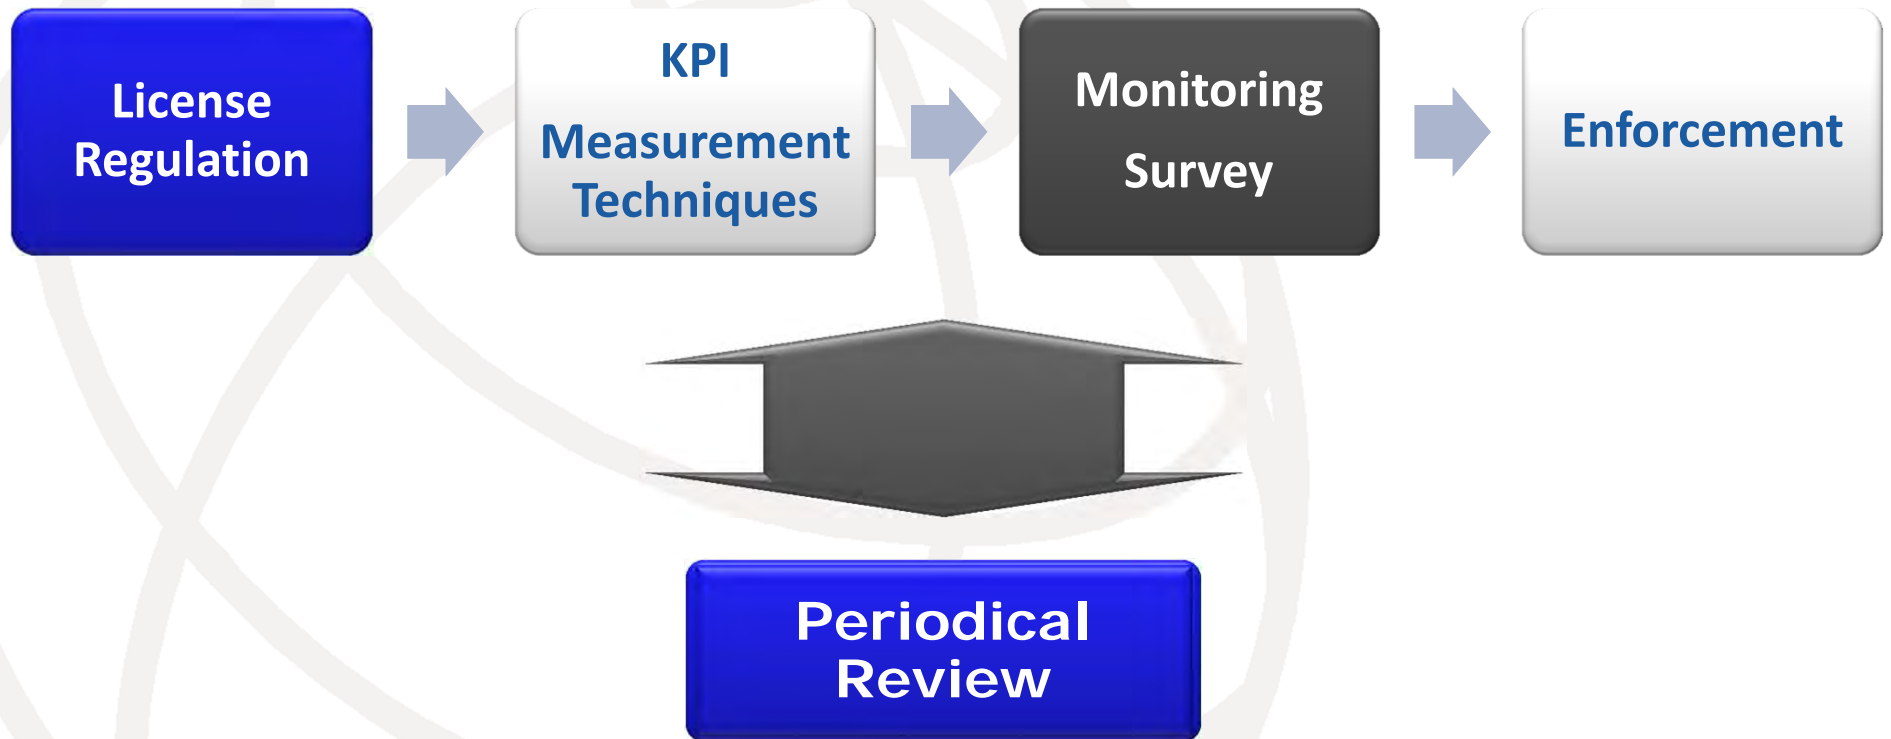 License
Regulation
KPI
Measurement
Techniques
Monitoring
Survey
Enforcement
Periodical
Review